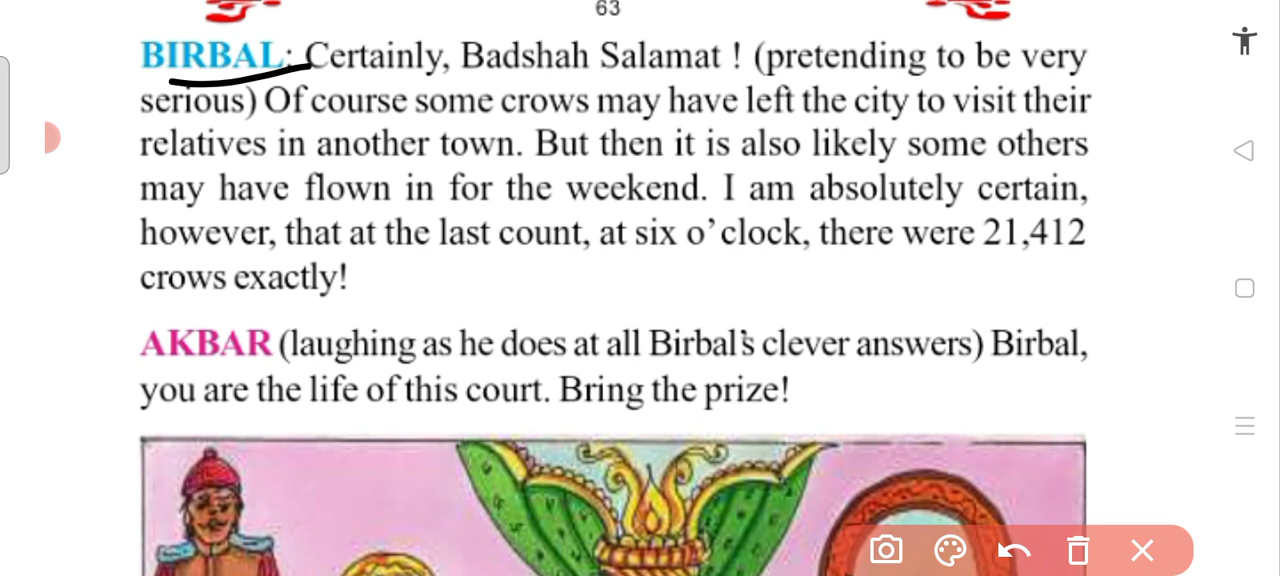 63
BIRBAL: Certainly, Badshah Salamat ! (pretending to be very
serious) Of course some crows may have left the city to visit their
relatives in another town. But then it is also likely some others
may have flown in for the weekend. I am absolutely certain,
however, that at the last count, at six o’clock, there were 21,412
crows exactly!
AKBAR (laughing as he does at all Birbal’s clever answers) Birbal,
you are the life of this court. Bring the prize!